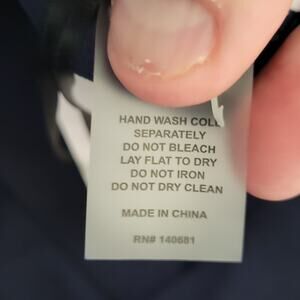 HAND WASH COLD
SEPARATELY
DO NOT BLEACH
LAY FLAT TO DRY
DO NOT IRON
DO NOT DRY CLEAN
MADE IN CHINA
RN# 140681